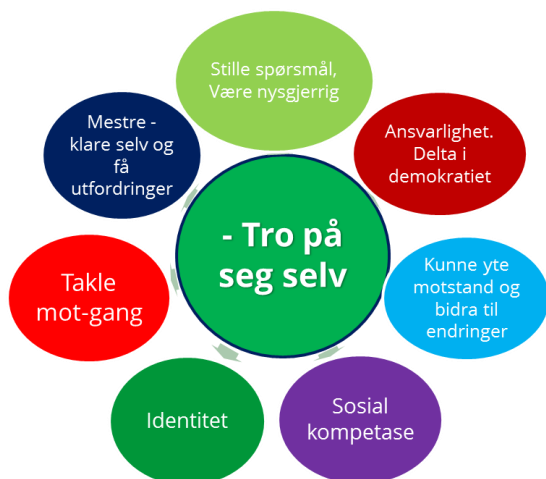 Stille spørsmål,
Være nysgjerrig
Ansvarlighet.
Delta i
demokratiet
Kunne yte
motstand og
bidra til
endringer
Sosial
kompetase
Identitet
Takle
mot-gang
Mestre -
klare selv og
få
utfordringer
- Tro på
seg selv